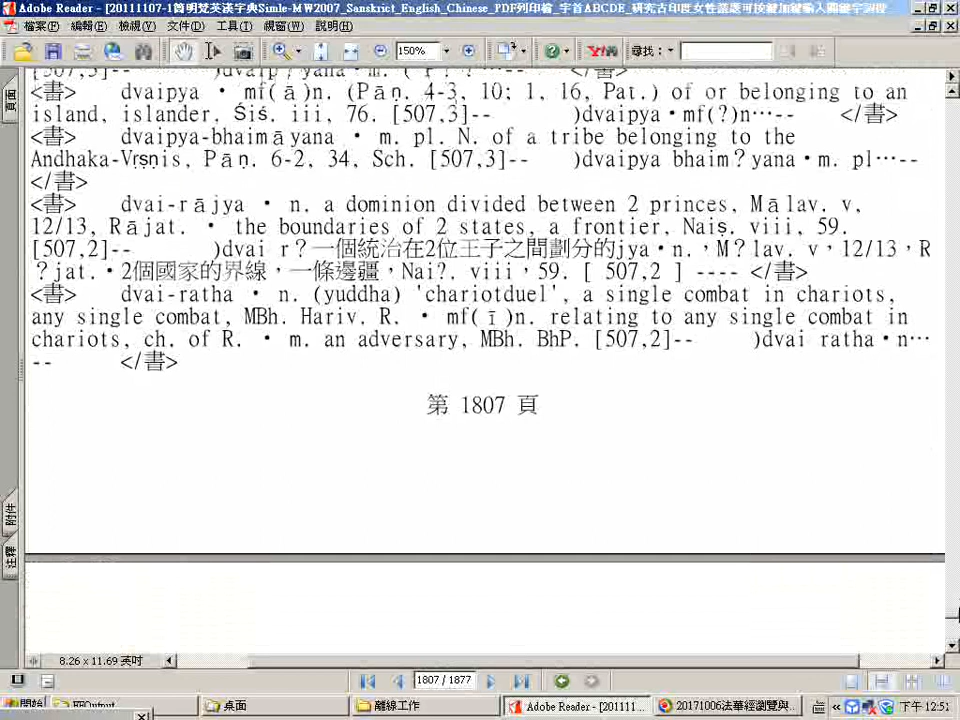 Adobe Reader - [20111107-1簡明梵英漢字典Simle-MW2007_Sanskrict_English_Chinese_PDF列印檔_字首ABCDE_研究古印度女性議題可按鍵加鍵輸入關鍵字詞搜
檔案(F) 編輯(E) 檢視(V) 文件(D) 工具(T) 視窗(W) 說明(H)
150% 尋找:
頁面
<書> dvaipya • mf(ā)n. (Pāṇ. 4-3, 10; 1, 16, Pat.) of or belonging to an
island, islander, Śiś. iii, 76. [507,3]-- )dvaipya•mf(?)n…-- </書>
<書> dvaipya-bhaimāyana • m. pl. N. of a tribe belonging to the
Andhaka-Vṛṣṇis, Pāṇ. 6-2, 34, Sch. [507,3]-- )dvaipya bhaim?yana•m. pl…--
</書>
<書> dvai-rājya • n. a dominion divided between 2 princes, Mālav. v,
12/13, Rājat. • the boundaries of 2 states, a frontier, Naiṣ. viii, 59.
[507,2]-- )dvai r?一個統治在2位王子之間劃分的jya•n.，M?lav. v，12/13，R
?jat.•2個國家的界線，一條邊疆，Nai?. viii，59. [ 507,2 ] ---- </書>
<書> dvai-ratha • n. (yuddha) 'chariotduel', a single combat in chariots,
any single combat, MBh. Hariv. R. • mf(ī)n. relating to any single combat in
chariots, ch. of R. • m. an adversary, MBh. BhP. [507,2]-- )dvai ratha•n…
-- </書>
第 1807 頁
附件
注釋
8.26 x 11.69 英吋
1807 / 1877
開始 FFOutput 桌面 離線工作 Adobe Reader - [2011... 20171006法華經瀏覽與... 下午 12:51